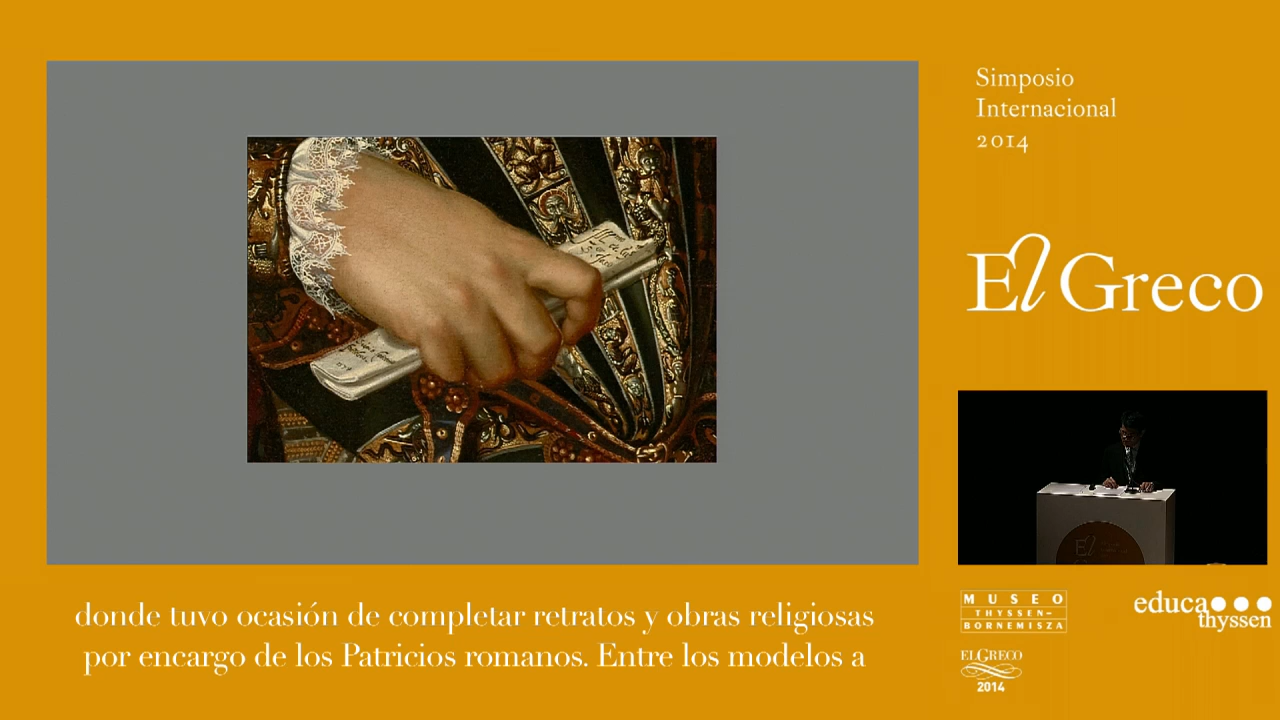 Simposio
Internacional
2014
El Greco
El
donde tuvo ocasión de completar retratos y obras religiosas
por encargo de los Patricios romanos. Entre los modelos a
MUSEO
THYSSEN-
BORNEMISZA
educa
thyssen
ELGRECO
2014